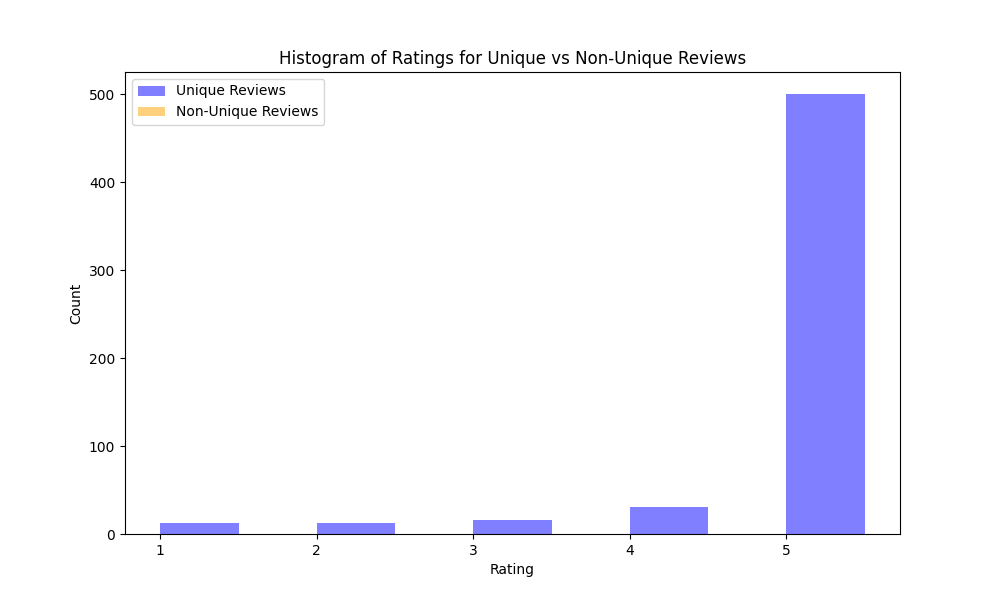 Histogram of Ratings for Unique vs Non-Unique Reviews
Unique Reviews
Non-Unique Reviews
500
400
300
200
100
0
Count
1 2 3 4 5
Rating